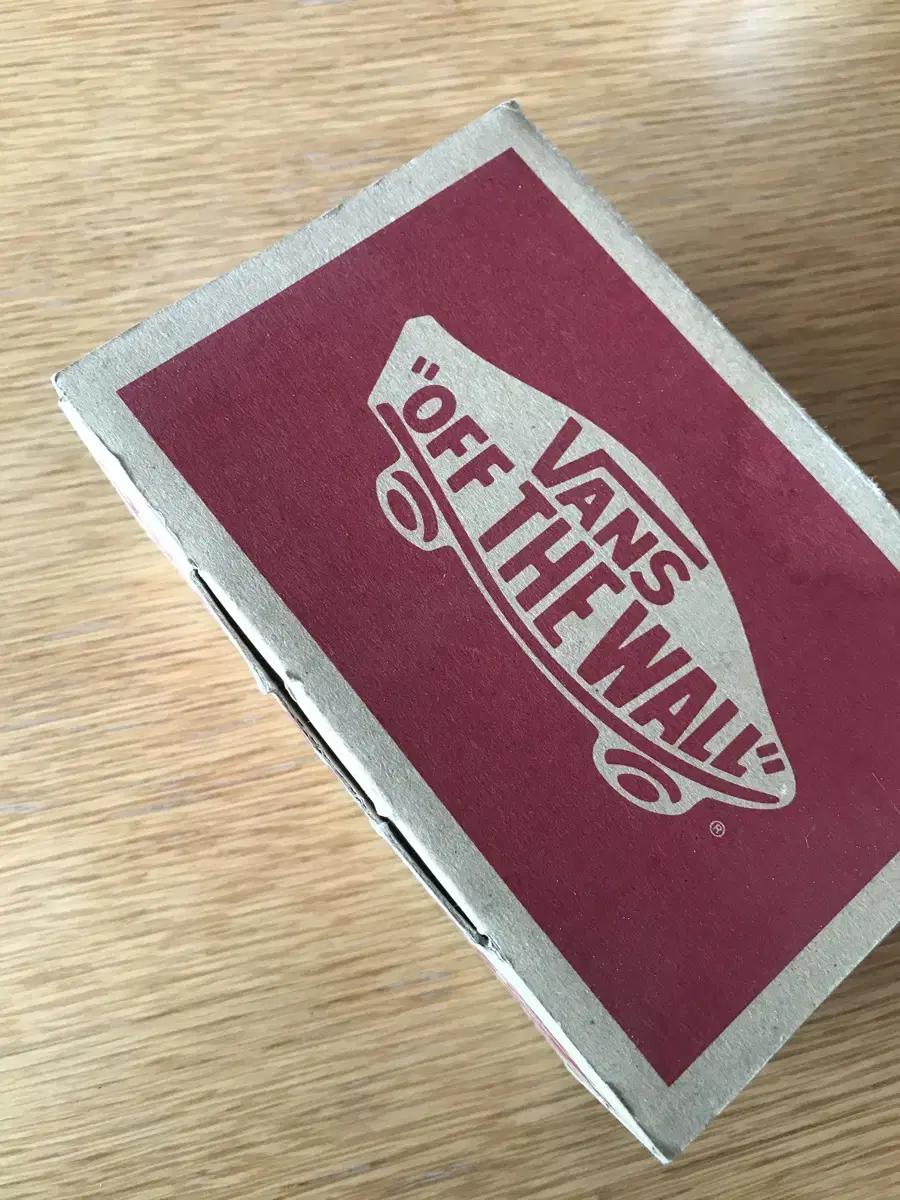 VANS
"OFF THE WALL"
®